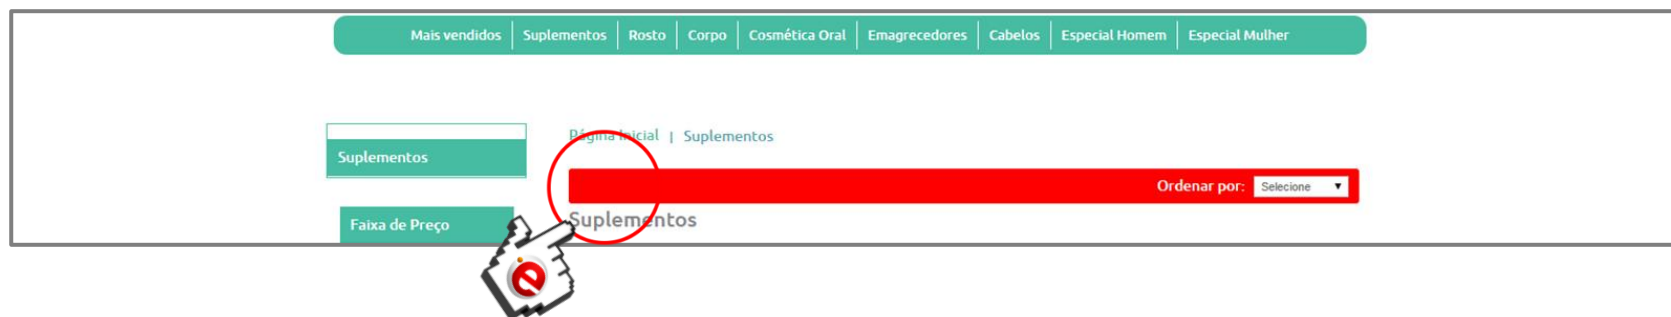 Mais vendidos | Suplementos | Rosto | Corpo | Cosmética Oral | Emagrecedores | Cabelos | Especial Homem | Especial Mulher
Página Inicial | Suplementos
Suplementos
Ordenar por: Selecione
Faixa de Preço
Suplementos
e